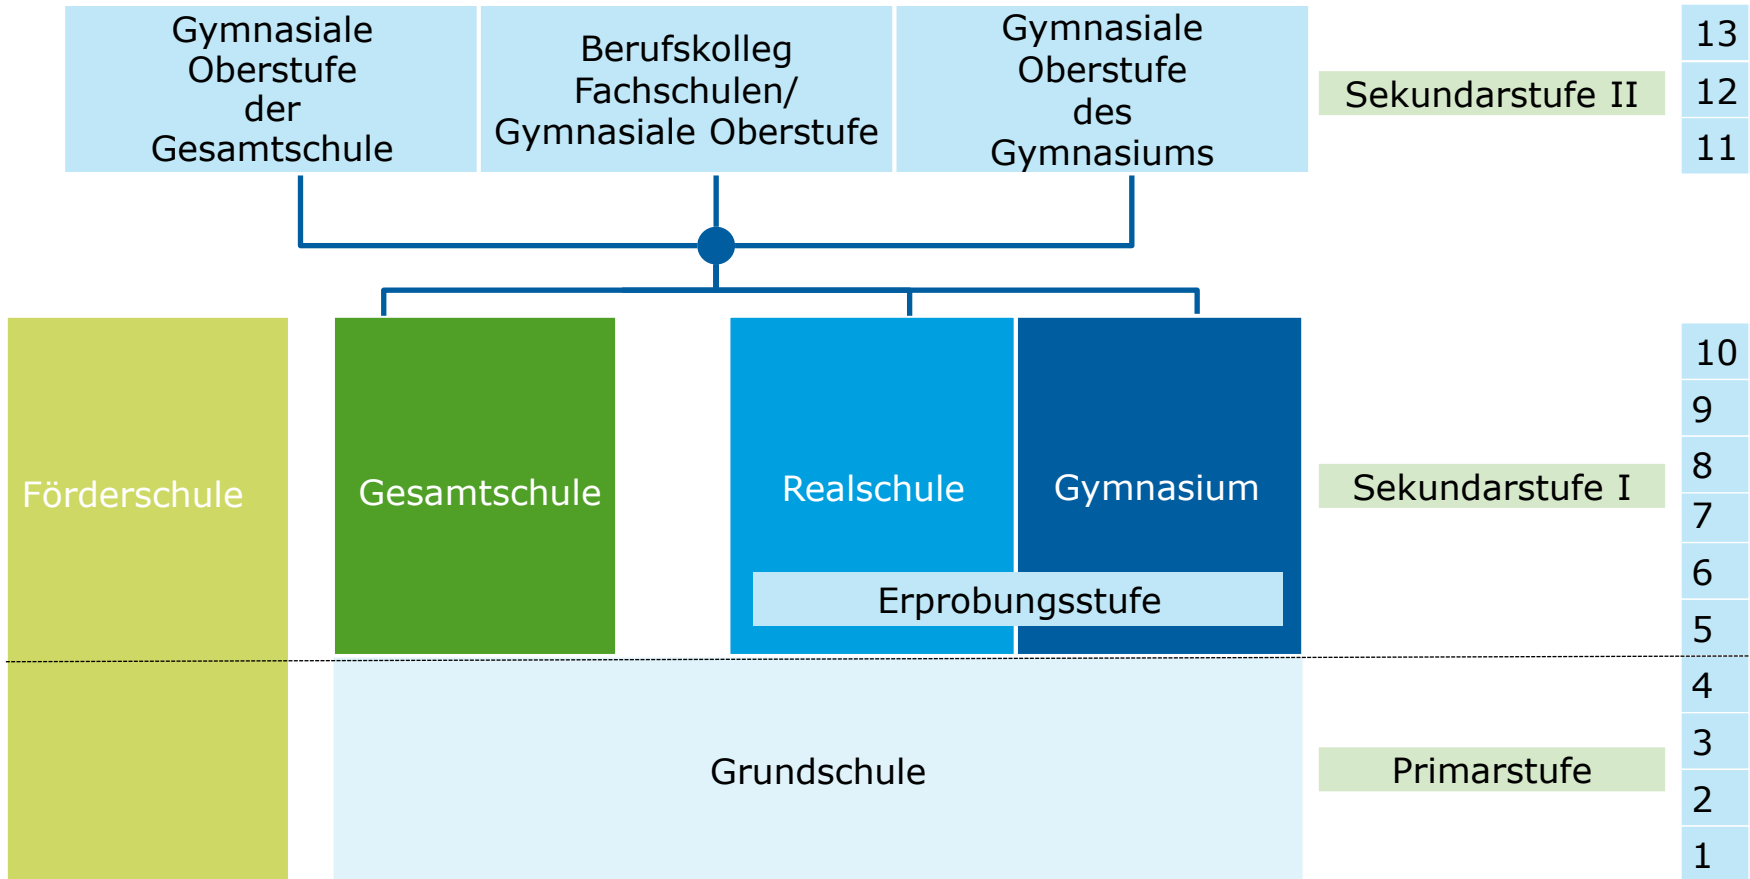 Gymnasiale
Oberstufe
der
Gesamtschule
Berufskolleg
Fachschulen/
Gymnasiale Oberstufe
Gymnasiale
Oberstufe
des
Gymnasiums
Sekundarstufe II
13
12
11
Förderschule
Gesamtschule
Realschule
Gymnasium
Erprobungsstufe
Sekundarstufe I
10
9
8
7
6
5
Grundschule
Primarstufe
4
3
2
1